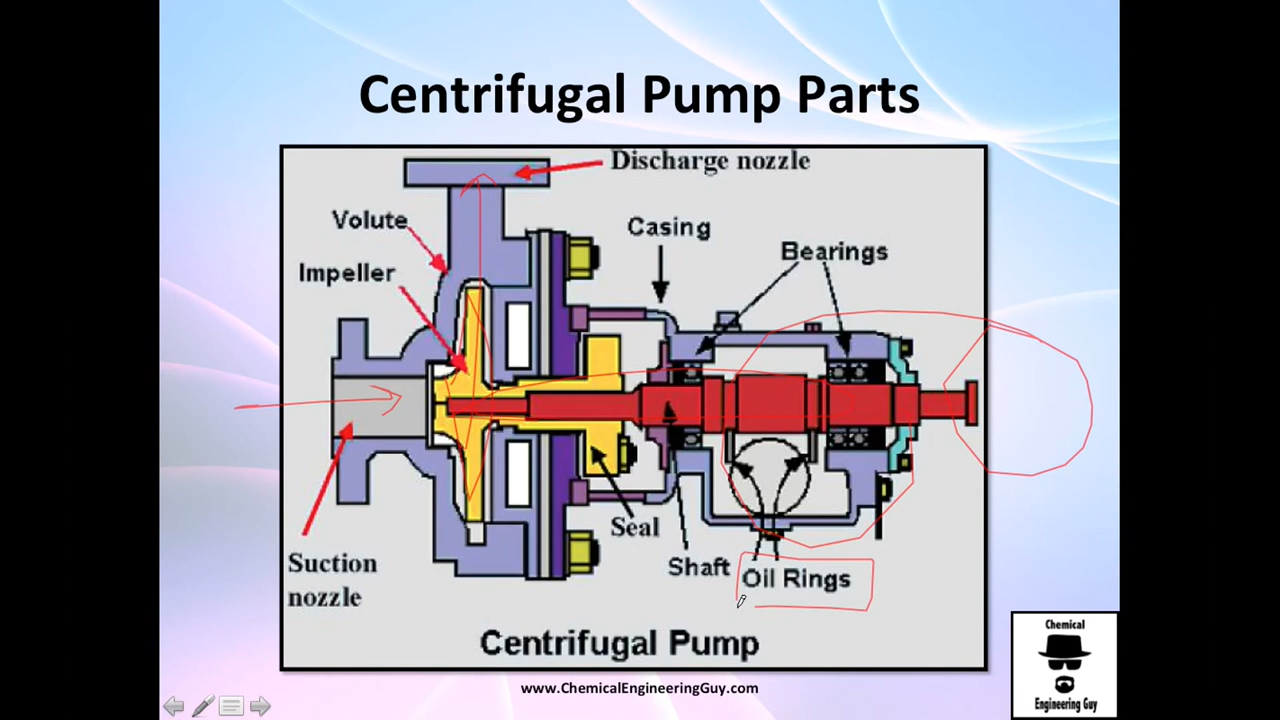 Centrifugal Pump Parts
Discharge nozzle
Volute
Casing
Bearings
Impeller
Seal
Suction
nozzle
Shaft
Oil Rings
Centrifugal Pump
www.ChemicalEngineeringGuy.com
Chemical
Engineering Guy